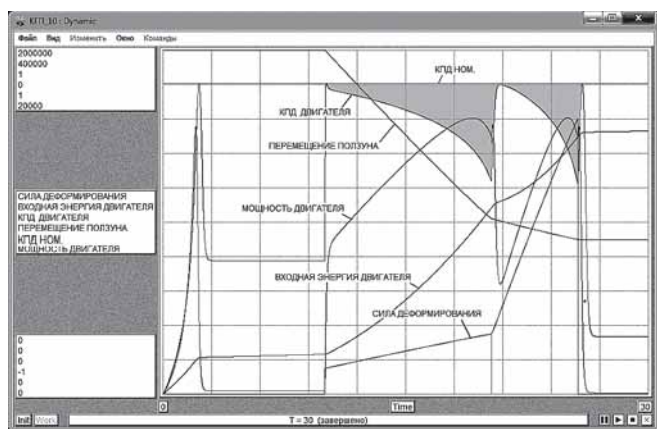 КГП_10 : Dynamic
Файл Вид Изменить Окно Команды
2000000
400000
1
0
1
20000
СИЛА ДЕФОРМИРОВАНИЯ
ВХОДНАЯ ЭНЕРГИЯ ДВИГАТЕЛЯ
КПД ДВИГАТЕЛЯ
ПЕРЕМЕЩЕНИЕ ПОЛЗУНА
КПД НОМ.
МОЩНОСТЬ ДВИГАТЕЛЯ
0
0
0
-1
0
0
КПД НОМ.
КПД ДВИГАТЕЛЯ
ПЕРЕМЕЩЕНИЕ ПОЛЗУНА
МОЩНОСТЬ ДВИГАТЕЛЯ
ВХОДНАЯ ЭНЕРГИЯ ДВИГАТЕЛЯ
СИЛА ДЕФОРМИРОВАНИЯ
0 Time 30
Init Work T = 30 (завершено)